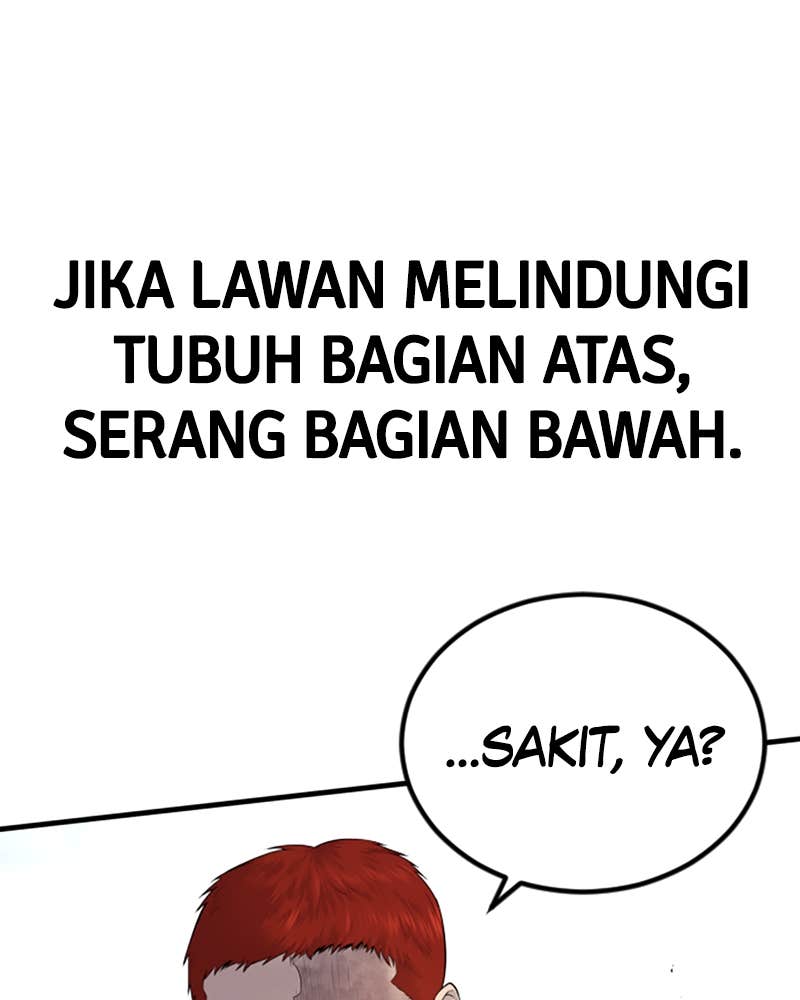 JIKA LAWAN MELINDUNGI
TUBUH BAGIAN ATAS,
SERANG BAGIAN BAWAH.
...SAKIT, YA?